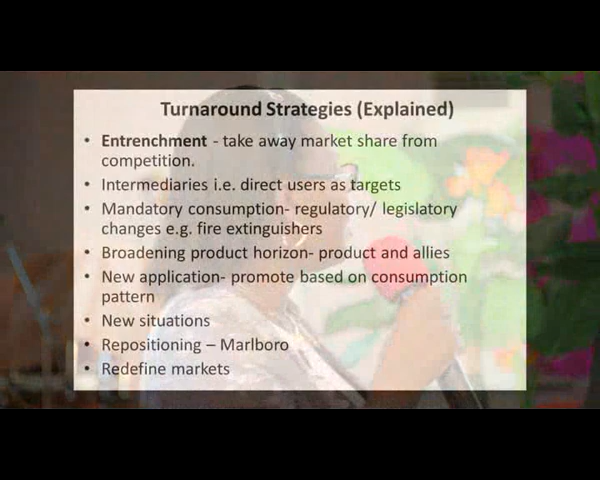 Turnaround Strategies (Explained)
• Entrenchment - take away market share from
competition.
• Intermediaries i.e. direct users as targets
• Mandatory consumption- regulatory/ legislatory
changes e.g. fire extinguishers
• Broadening product horizon- product and allies
• New application- promote based on consumption
pattern
• New situations
• Repositioning – Marlboro
• Redefine markets